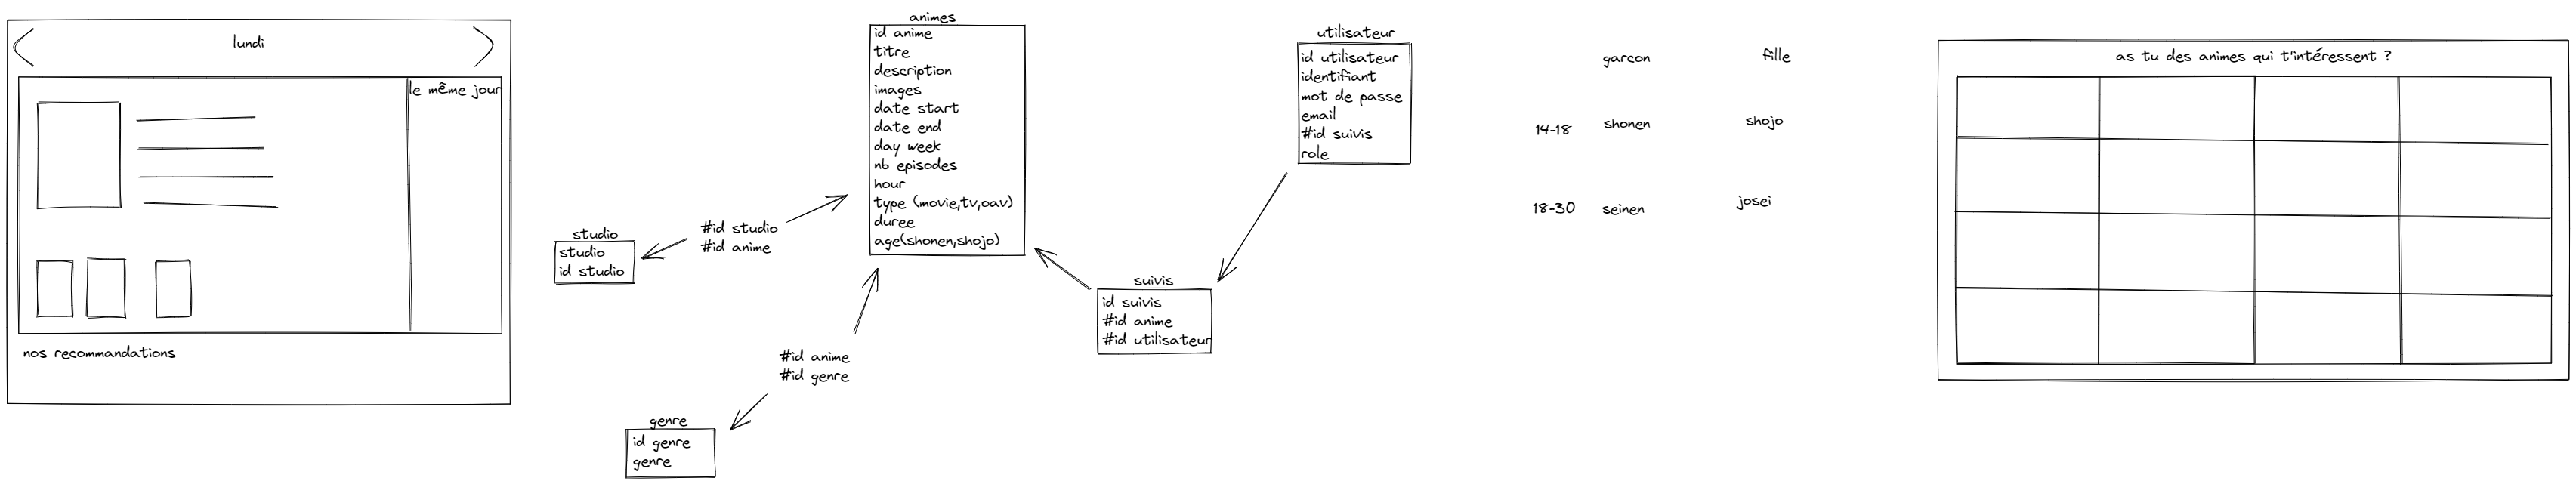 lundi
le même jour
nos recommandations
studio
studio
id studio
#id studio
#id anime
#id anime
#id genre
genre
id genre
genre
animes
id anime
titre
description
images
date start
date end
day week
nb episodes
hour
type (movie,tv,oav)
duree
age(shonen,shojo)
suivis
id suivis
#id anime
#id utilisateur
utilisateur
id utilisateur
identifiant
mot de passe
email
#id suivis
role
garcon fille
14-18 shonen shojo
18-30 seinen josei
as tu des animes qui t'intéressent ?